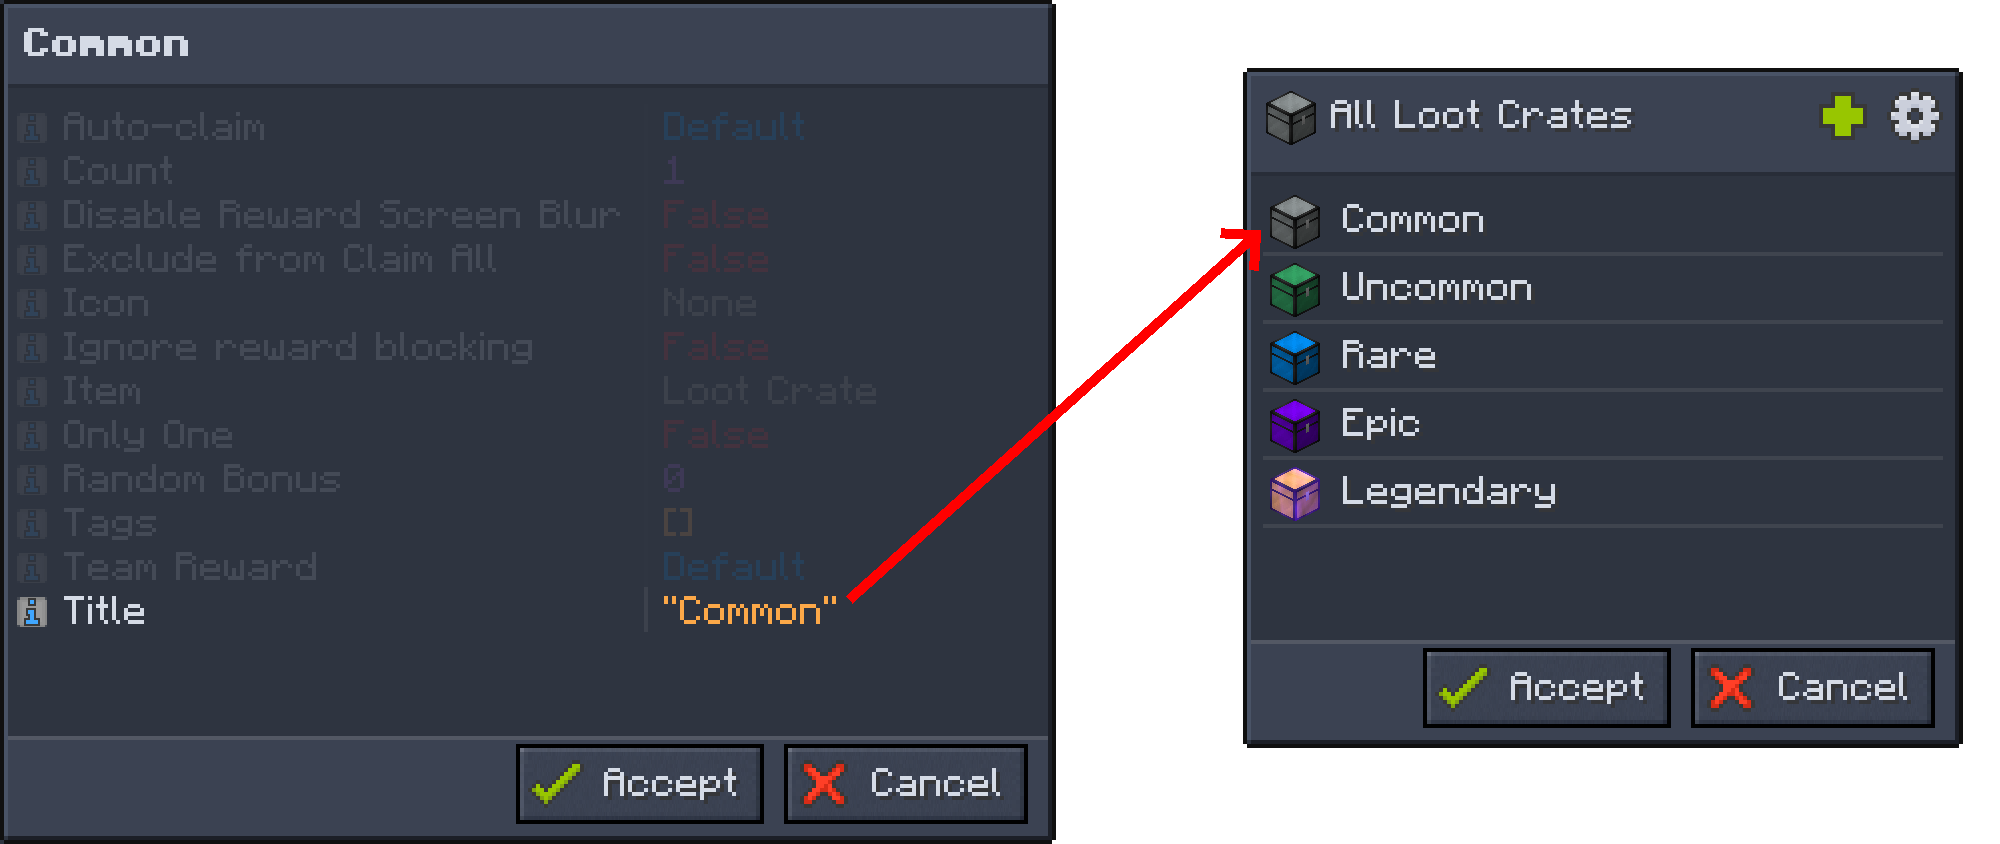 Common
Auto-claim Default
Count 1
Disable Reward Screen Blur False
Exclude from Claim All False
Icon None
Ignore reward blocking False
Item Loot Crate
Only One False
Random Bonus 0
Tags []
Team Reward Default
Title "Common"
Accept Cancel
All Loot Crates
Common
Uncommon
Rare
Epic
Legendary
Accept Cancel